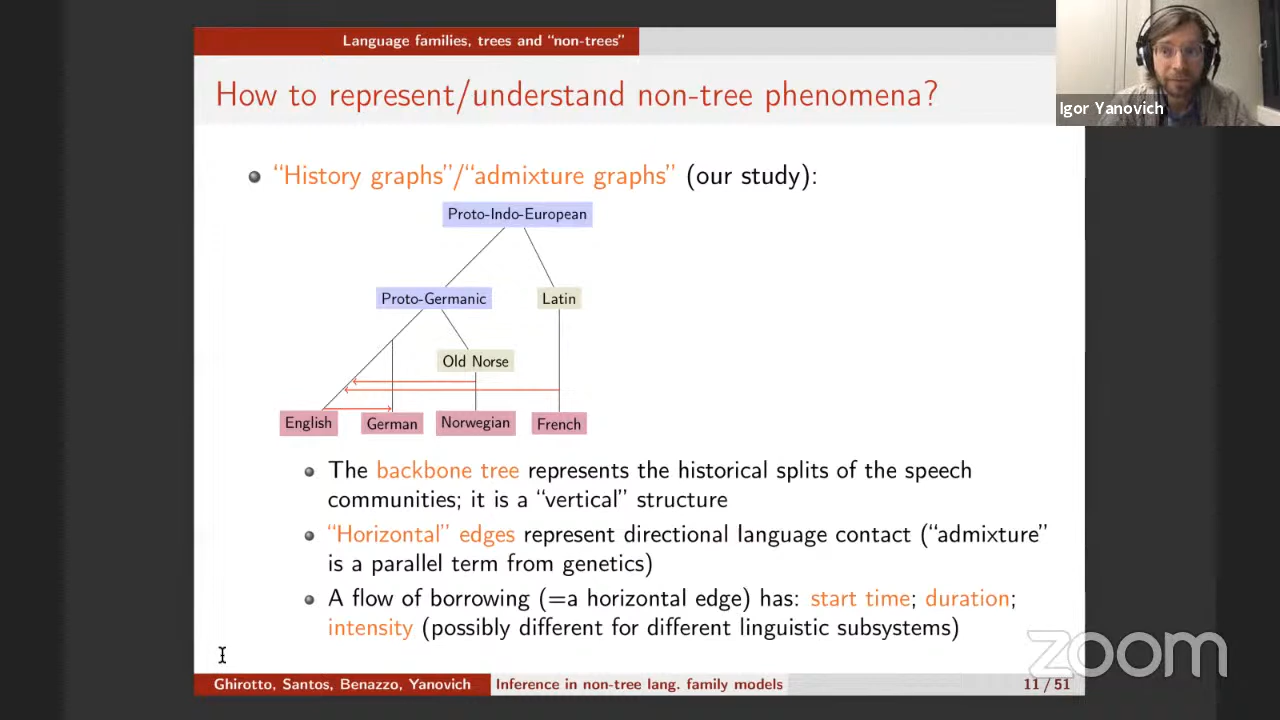 Language families, trees and “non-trees”
How to represent/understand non-tree phenomena?
Igor Yanovich
“History graphs”/“admixture graphs” (our study):
Proto-Indo-European
Proto-Germanic
Latin
Old Norse
English
German
Norwegian
French
The backbone tree represents the historical splits of the speech
communities; it is a “vertical” structure
“Horizontal” edges represent directional language contact (“admixture”
is a parallel term from genetics)
A flow of borrowing (=a horizontal edge) has: start time; duration;
intensity (possibly different for different linguistic subsystems)
zoom
Ghirotto, Santos, Benazzo, Yanovich
Inference in non-tree lang. family models
11/51